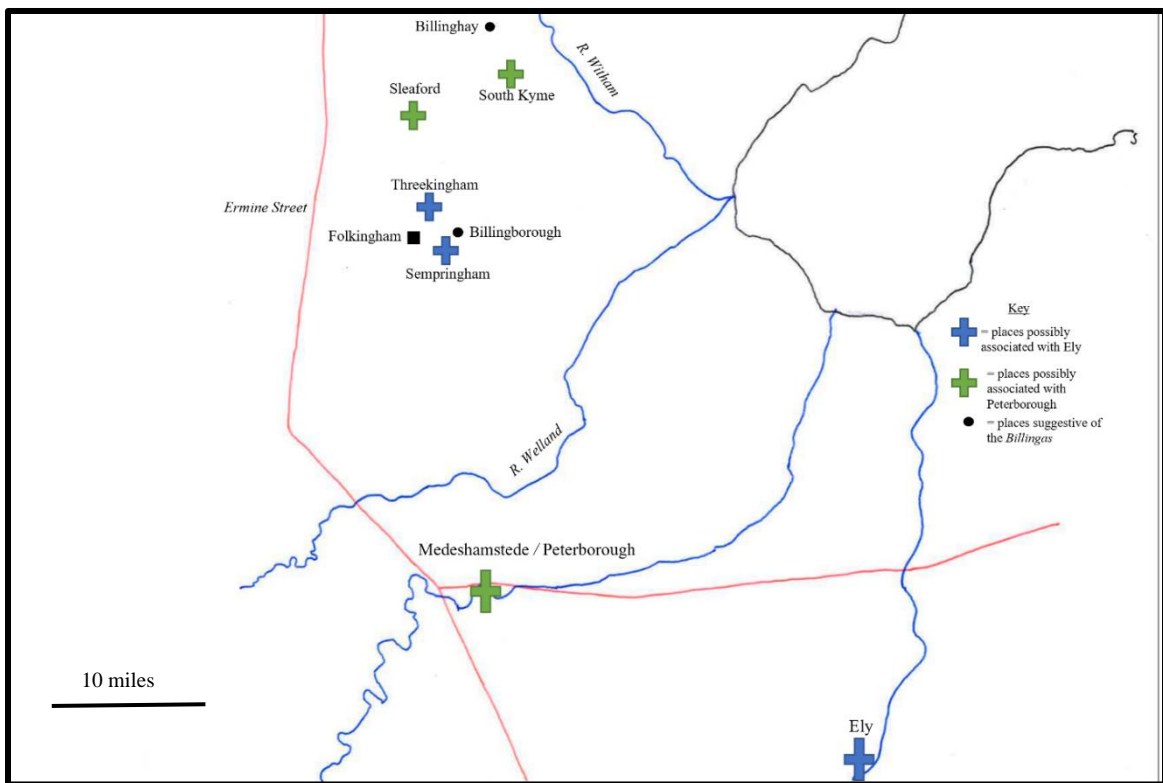 Billinghay
R. Witham
Sleaford
South Kyme
Threekingham
Ermine Street
Folkingham
Billingborough
Sempringham
Key
= places possibly
associated with Ely
= places possibly
associated with
Peterborough
= places suggestive of
the Billingas
R. Welland
Medeshamstede / Peterborough
10 miles
Ely